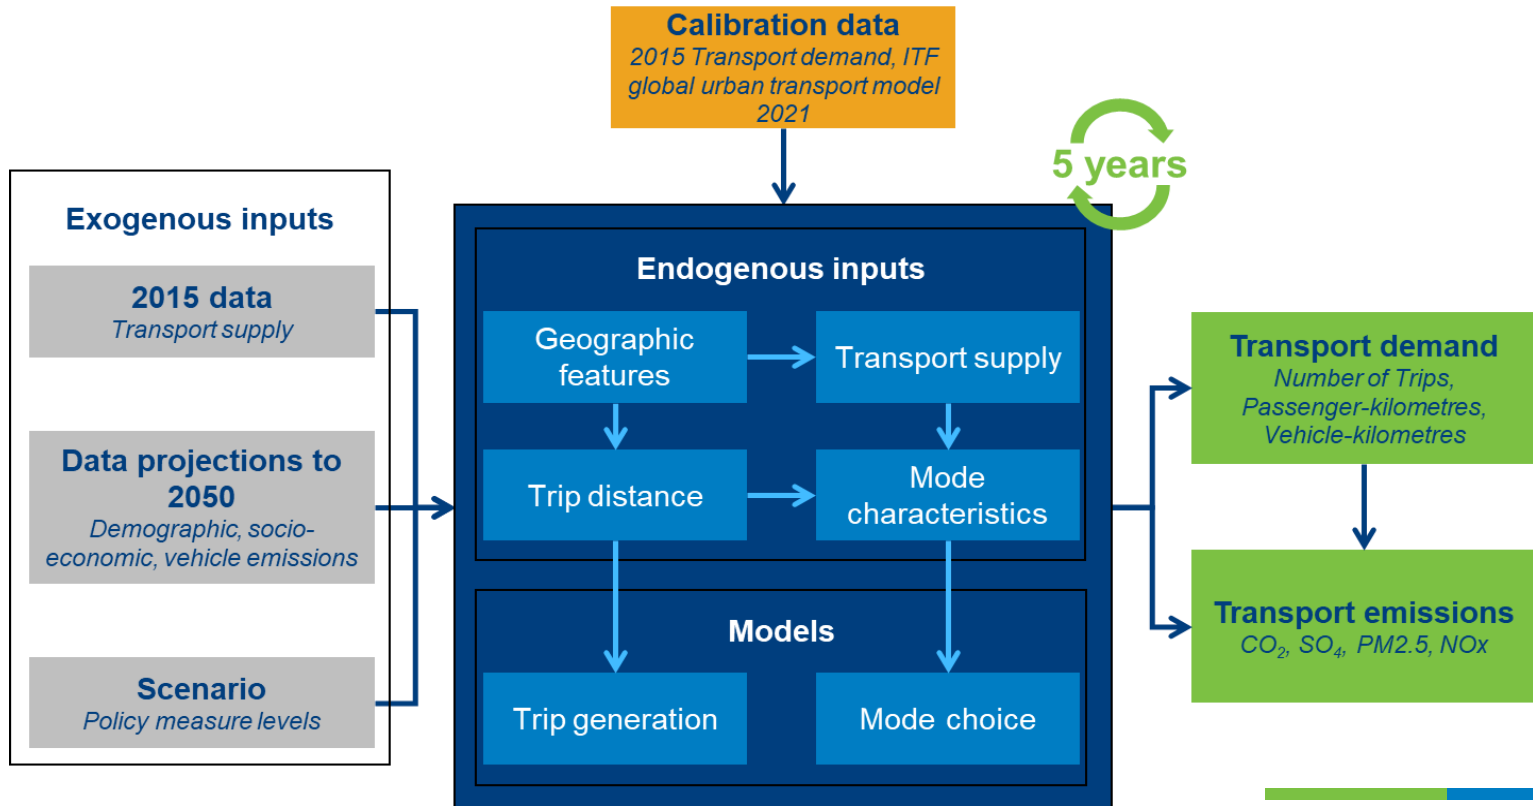 Calibration data
2015 Transport demand, ITF
global urban transport model
2021
5 years
Exogenous inputs
2015 data
Transport supply
Data projections to
2050
Demographic, socio-
economic, vehicle emissions
Scenario
Policy measure levels
Endogenous inputs
Geographic
features
Transport supply
Trip distance
Mode
characteristics
Models
Trip generation
Mode choice
Transport demand
Number of Trips,
Passenger-kilometres,
Vehicle-kilometres
Transport emissions
CO₂, SO₄, PM2.5, NOx